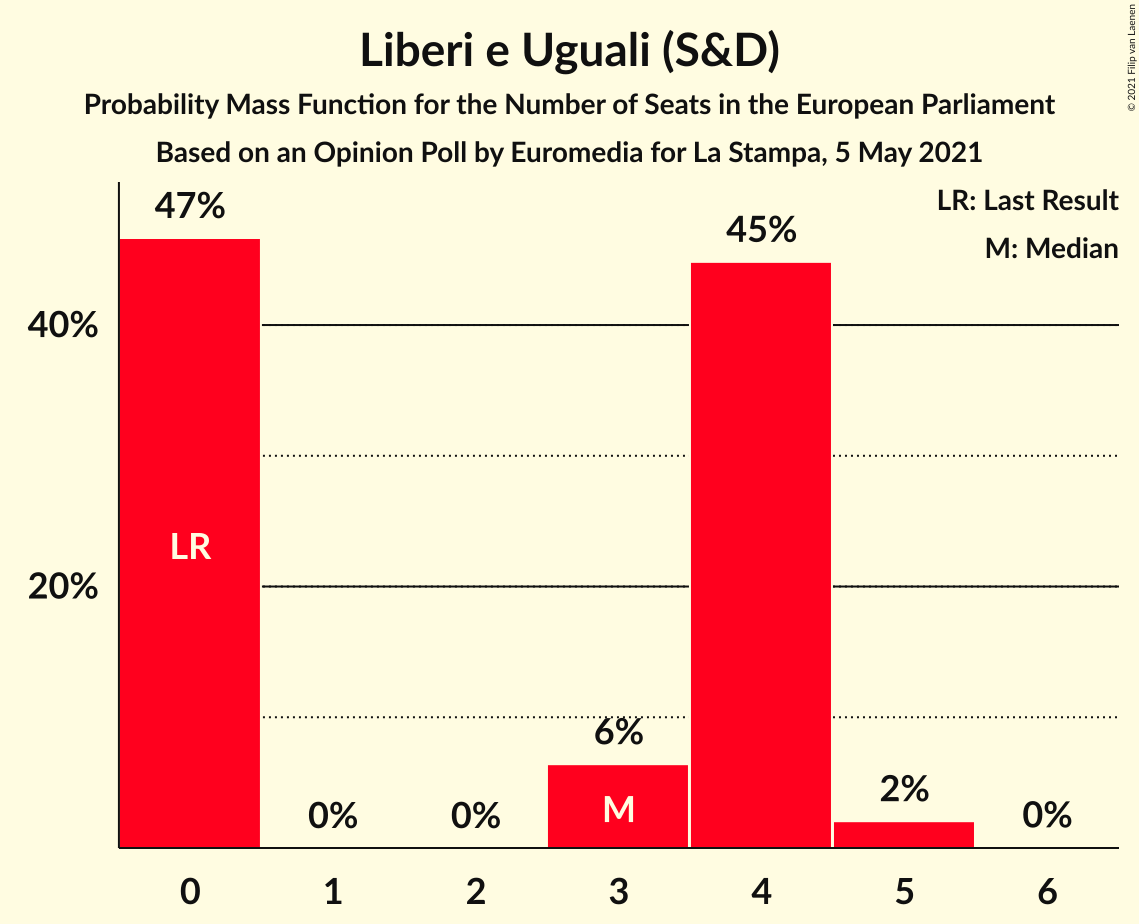 Liberi e Uguali (S&D)
Probability Mass Function for the Number of Seats in the European Parliament
Based on an Opinion Poll by Euromedia for La Stampa, 5 May 2021
© 2021 Filip van Laenen
LR: Last Result
M: Median
47%
45%
40%
LR
20%
6%
M
2%
0%
0%
0%
0
1
2
3
4
5
6